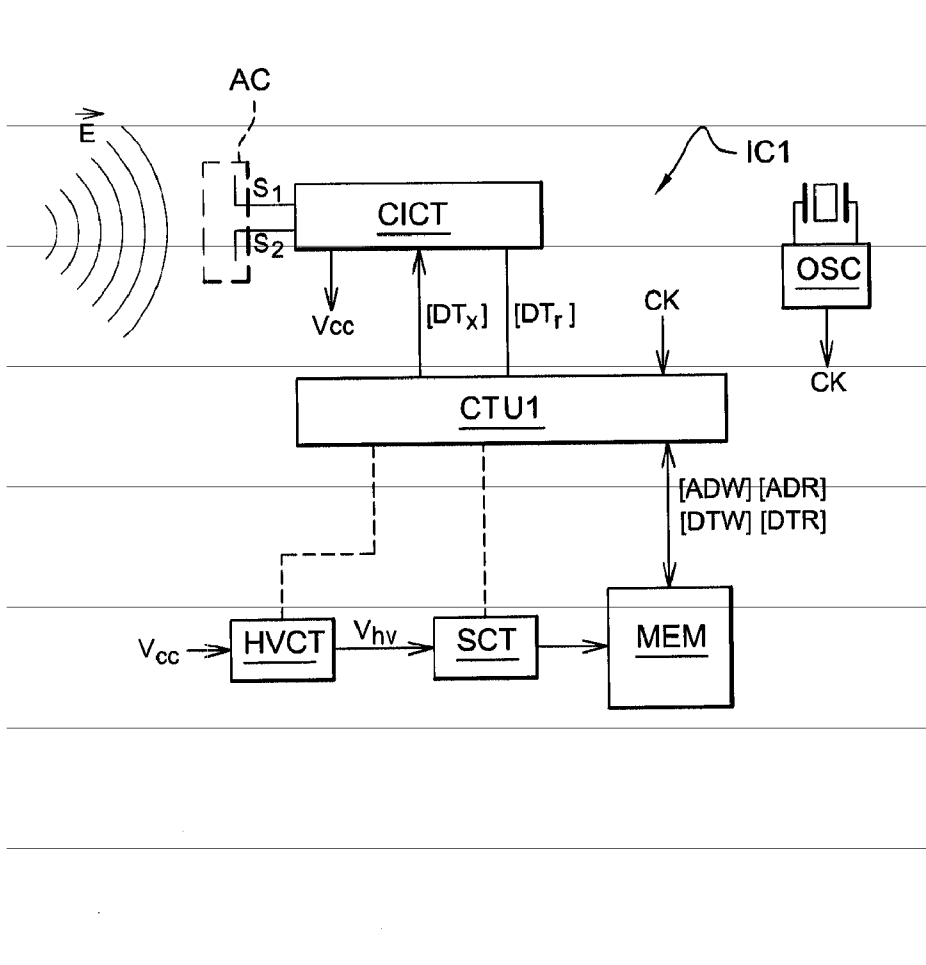 AC
E
IC1
S1
CICT
S2
OSC
Vcc
[DTx] [DTr]
CK
CK
CTU1
[ADW] [ADR]
[DTW] [DTR]
Vcc
HVCT
Vhv
SCT
MEM